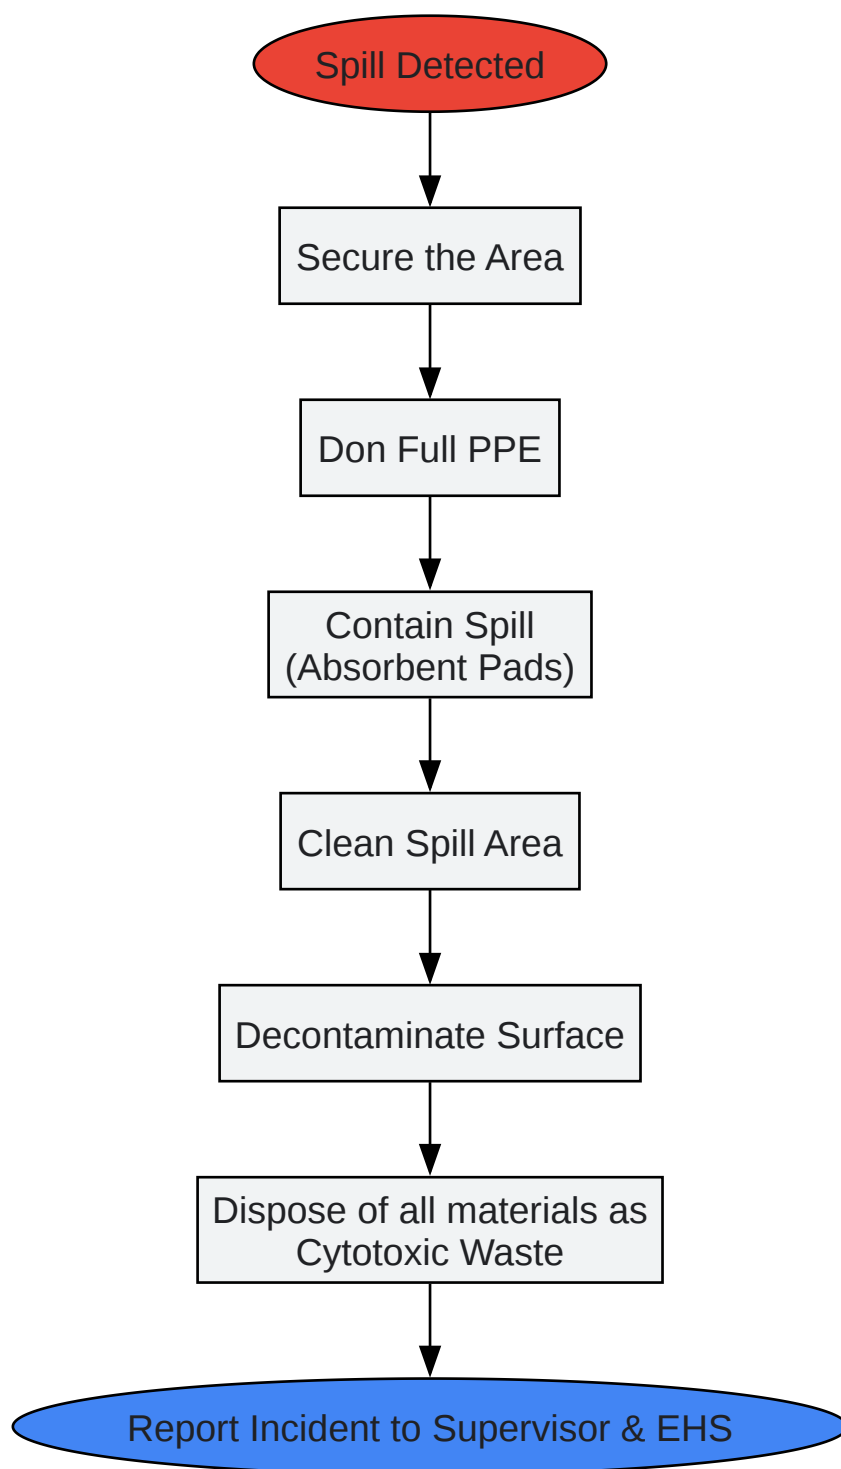 Spill Detected
Secure the Area
Don Full PPE
Contain Spill
(Absorbent Pads)
Clean Spill Area
Decontaminate Surface
Dispose of all materials as
Cytotoxic Waste
Report Incident to Supervisor & EHS